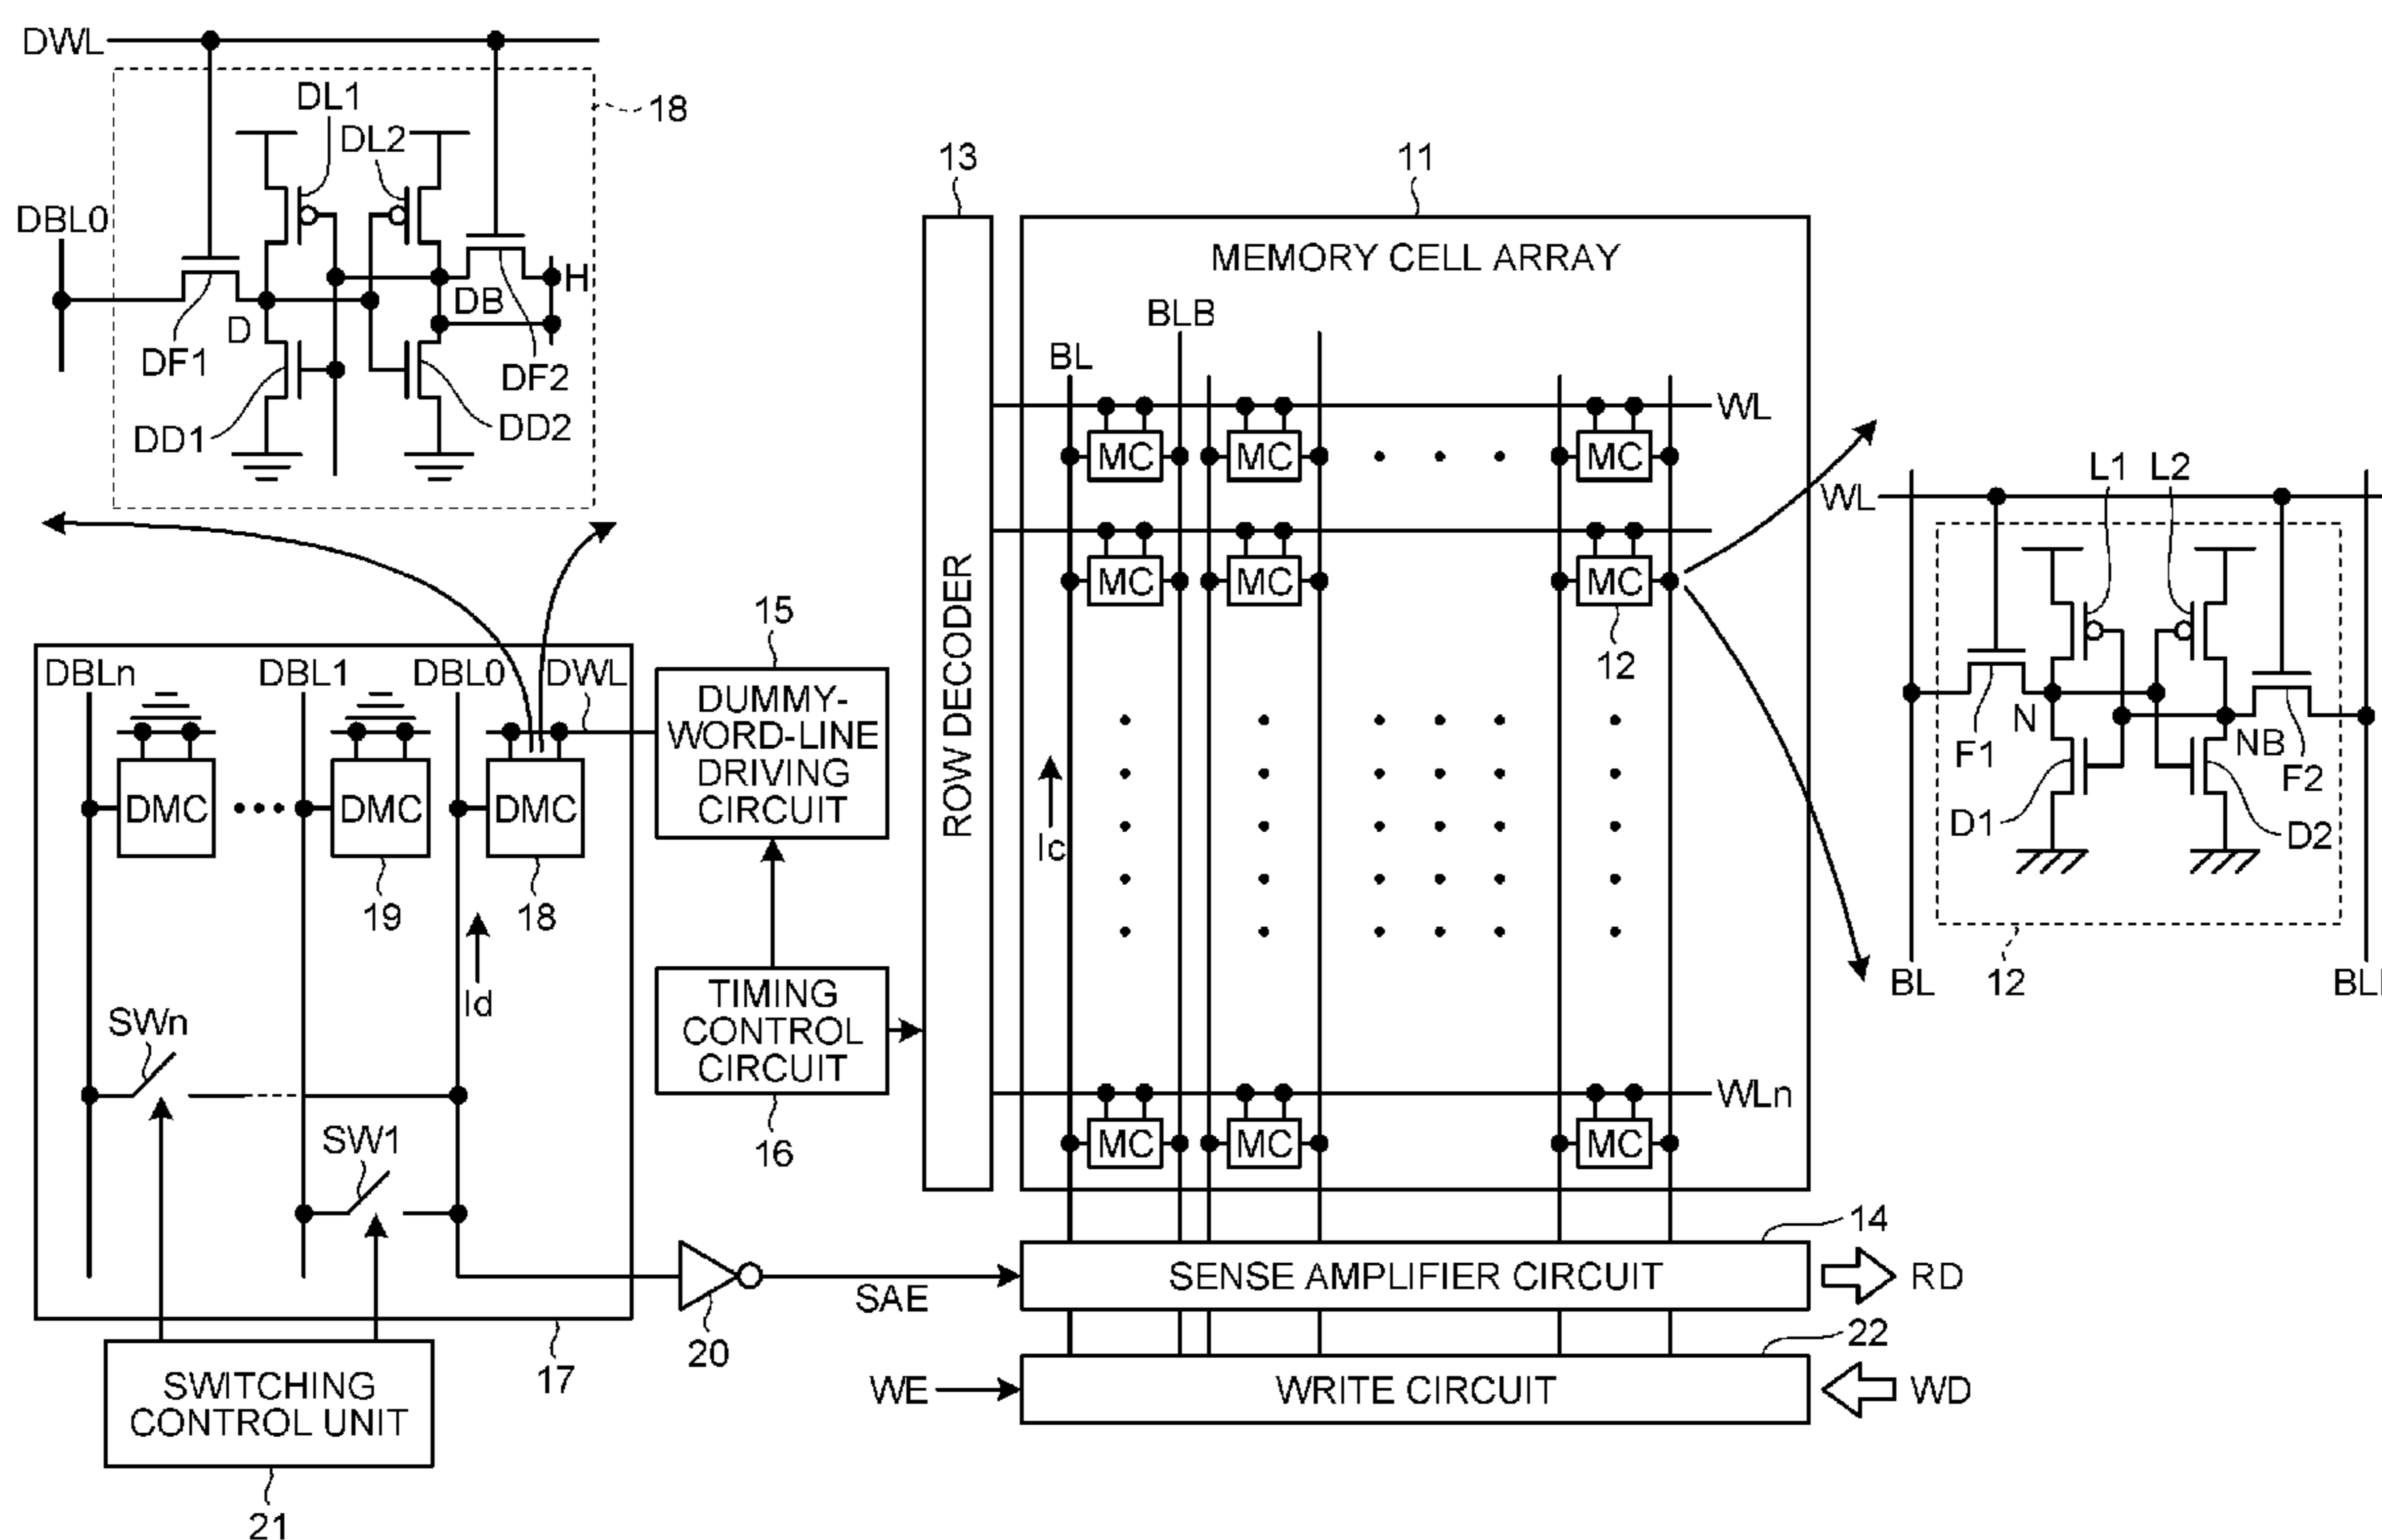 DWL
18
DL1
DL2
DBL0
H
D
DB
DF1
DF2
DD1
DD2
13
11
ROW DECODER
MEMORY CELL ARRAY
BL
BLB
WL
MC
MC
MC
MC
MC
MC
12
Ic
WLn
MC
MC
MC
L1
L2
WL
F1
N
NB
F2
D1
D2
BL
12
DBLn
DBL1
DBL0
DWL
DMC
DMC
DMC
19
18
Id
SWn
SW1
15
DUMMY-
WORD-LINE
DRIVING
CIRCUIT
TIMING
CONTROL
CIRCUIT
16
14
SENSE AMPLIFIER CIRCUIT
RD
SAE
20
17
22
WE
WRITE CIRCUIT
WD
SWITCHING
CONTROL UNIT
21